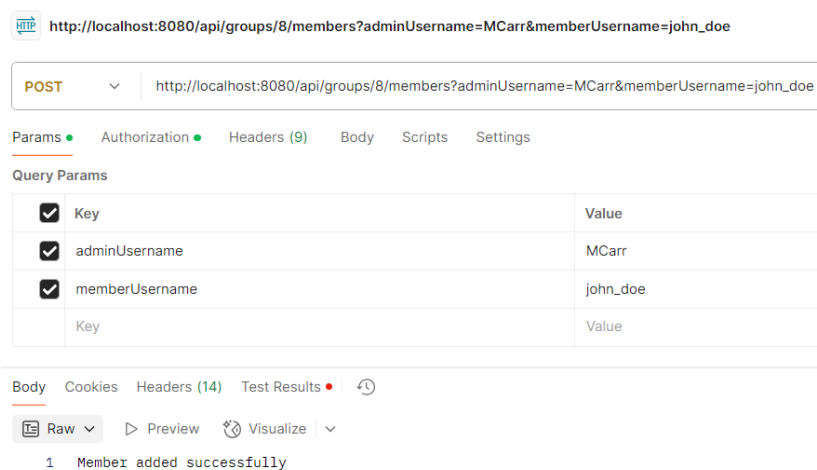 HTTP http://localhost:8080/api/groups/8/members?adminUsername=MCarr&memberUsername=john_doe
POST http://localhost:8080/api/groups/8/members?adminUsername=MCarr&memberUsername=john_doe
Params Authorization Headers (9) Body Scripts Settings
Query Params
Key Value
adminUsername MCarr
memberUsername john_doe
Key Value
Body Cookies Headers (14) Test Results
Raw Preview Visualize
1 Member added successfully